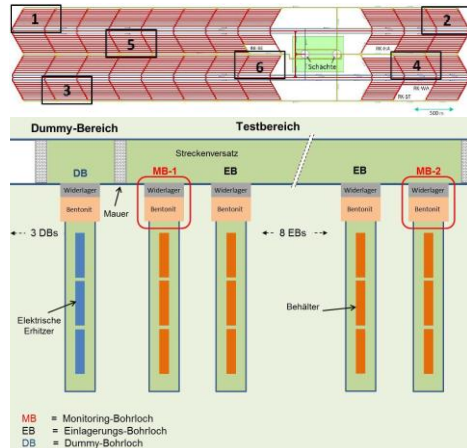 1
2
5
6
4
3
Schächte
500 m
Dummy-Bereich
Testbereich
Streckenversatz
DB
MB-1
EB
EB
MB-2
Widerlager
Widerlager
Widerlager
Widerlager
Widerlager
Bentonit
Bentonit
Bentonit
Bentonit
Bentonit
Mauer
3 DBs
8 EBs
Elektrische
Erhitzer
Behälter
MB = Monitoring-Bohrloch
EB = Einlagerungs-Bohrloch
DB = Dummy-Bohrloch